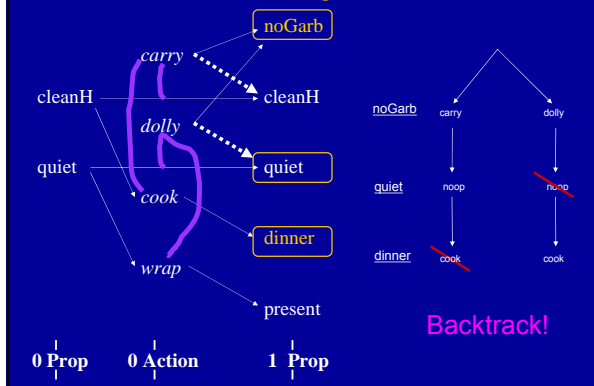 noGarb
carry
cleanH
cleanH
dolly
quiet
quiet
cook
dinner
wrap
present
0 Prop
0 Action
1 Prop
noGarb
carry
dolly
quiet
noop
noop
dinner
cook
cook
Backtrack!